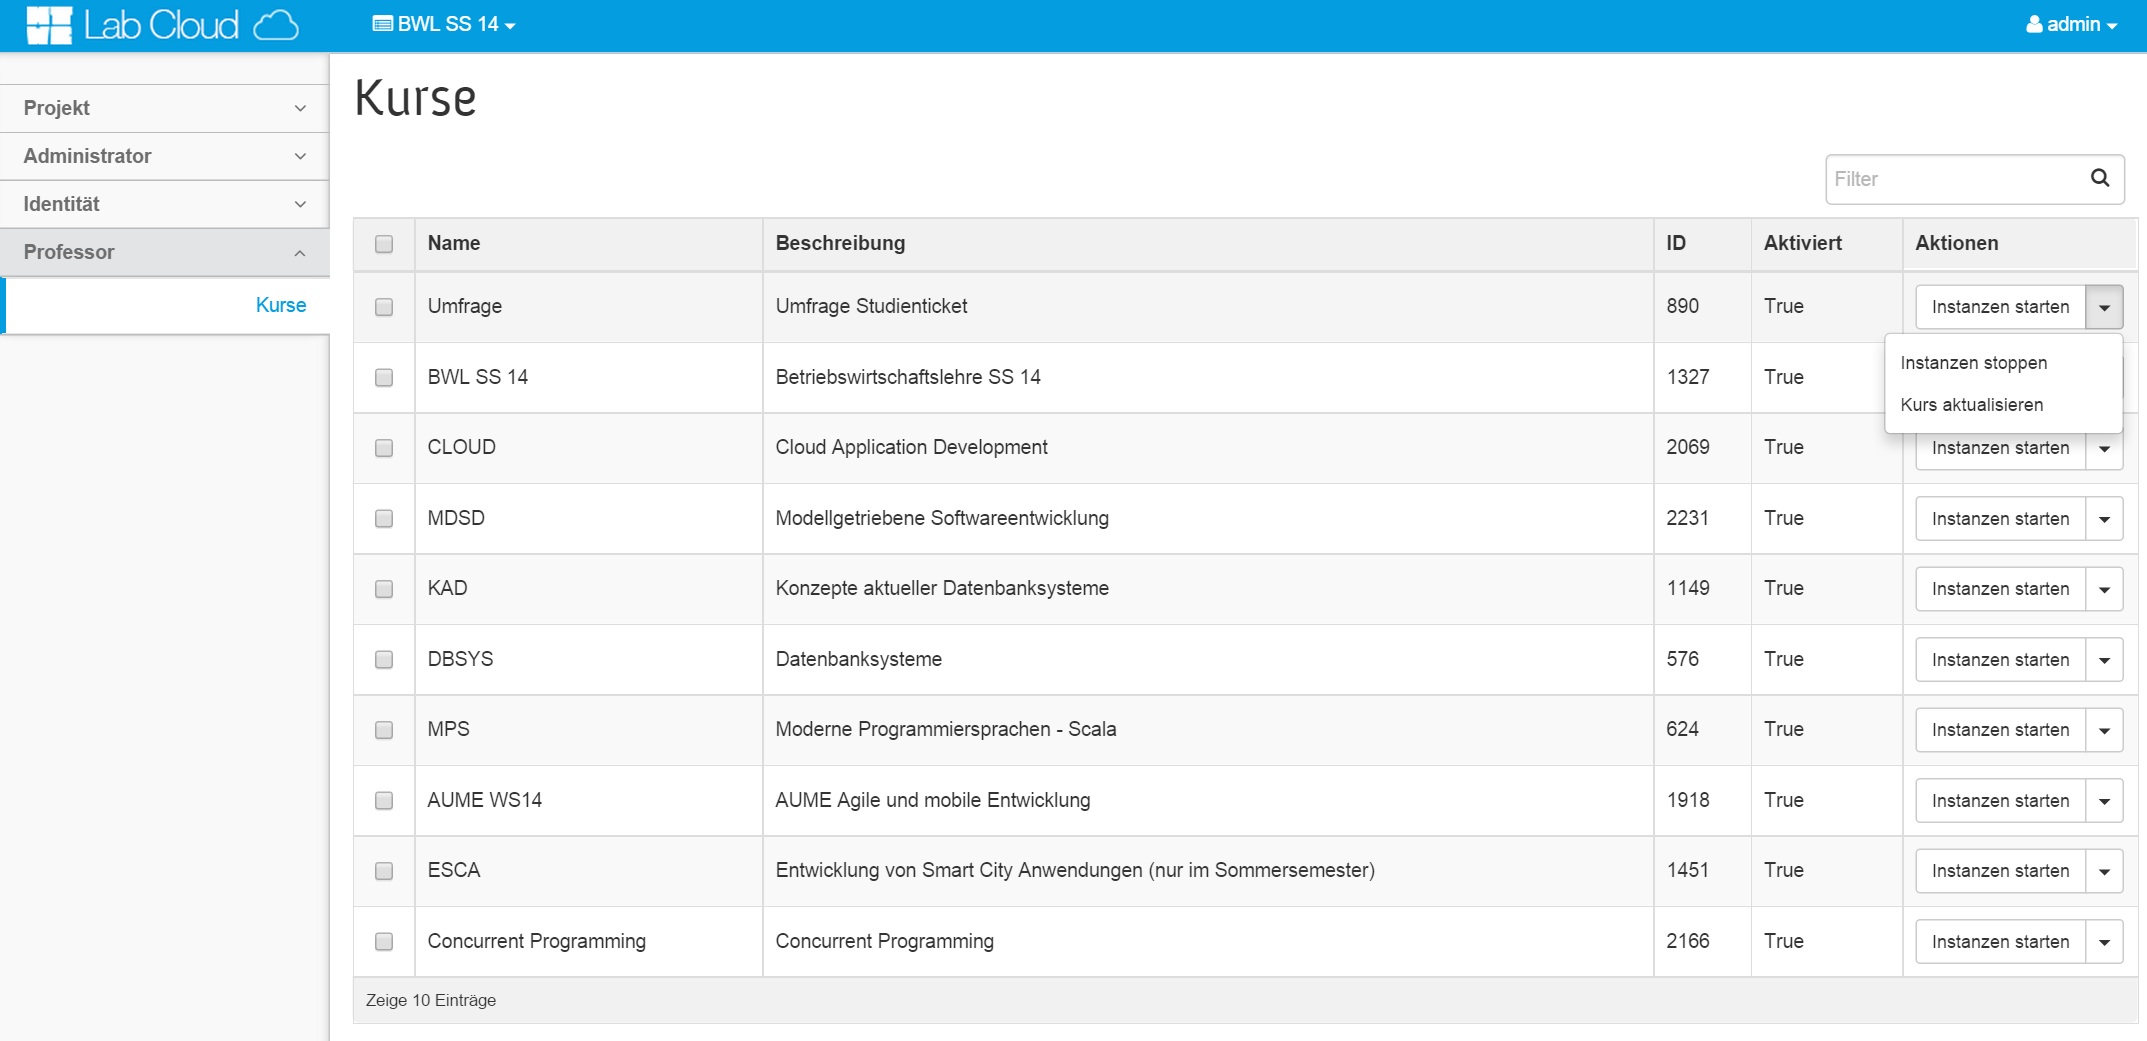 Lab Cloud BWL SS 14 admin
Projekt
Administrator
Identität
Professor
Kurse
Kurse
Filter
Name Beschreibung ID Aktiviert Aktionen
Umfrage Umfrage Studienticket 890 True Instanzen starten
Instanzen stoppen
Kurs aktualisieren
BWL SS 14 Betriebswirtschaftslehre SS 14 1327 True
CLOUD Cloud Application Development 2069 True Instanzen starten
MDSD Modellgetriebene Softwareentwicklung 2231 True Instanzen starten
KAD Konzepte aktueller Datenbanksysteme 1149 True Instanzen starten
DBSYS Datenbanksysteme 576 True Instanzen starten
MPS Moderne Programmiersprachen - Scala 624 True Instanzen starten
AUME WS14 AUME Agile und mobile Entwicklung 1918 True Instanzen starten
ESCA Entwicklung von Smart City Anwendungen (nur im Sommersemester) 1451 True Instanzen starten
Concurrent Programming Concurrent Programming 2166 True Instanzen starten
Zeige 10 Einträge